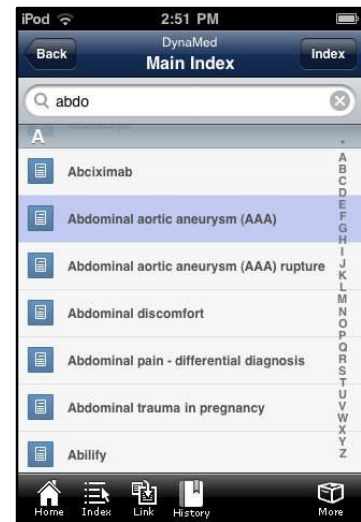 iPod 2:51 PM
DynaMed
Back Main Index Index
abdo
A
Abciximab
Abdominal aortic aneurysm (AAA)
Abdominal aortic aneurysm (AAA) rupture
Abdominal discomfort
Abdominal pain - differential diagnosis
Abdominal trauma in pregnancy
Abilify
A
B
C
D
E
F
G
H
I
J
K
L
M
N
O
P
Q
R
S
T
U
V
W
X
Y
Z
Home Index Link History More